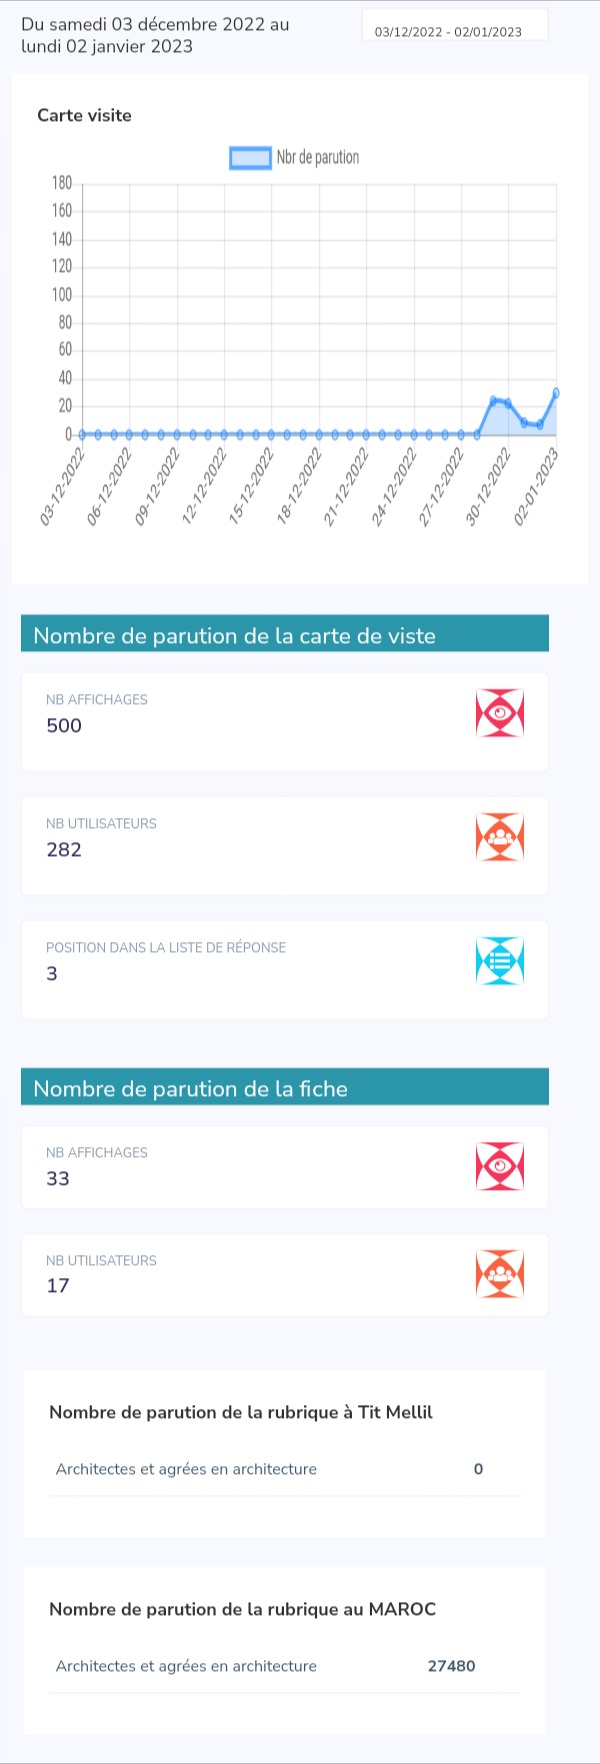 Du samedi 03 décembre 2022 au
lundi 02 janvier 2023
03/12/2022 - 02/01/2023
Carte visite
Nbr de parution
180
160
140
120
100
80
60
40
20
0
03-12-2022
06-12-2022
09-12-2022
12-12-2022
15-12-2022
18-12-2022
21-12-2022
24-12-2022
27-12-2022
30-12-2022
02-01-2023
Nombre de parution de la carte de viste
NB AFFICHAGES
500
NB UTILISATEURS
282
POSITION DANS LA LISTE DE RÉPONSE
3
Nombre de parution de la fiche
NB AFFICHAGES
33
NB UTILISATEURS
17
Nombre de parution de la rubrique à Tit Mellil
Architectes et agrées en architecture 0
Nombre de parution de la rubrique au MAROC
Architectes et agrées en architecture 27480